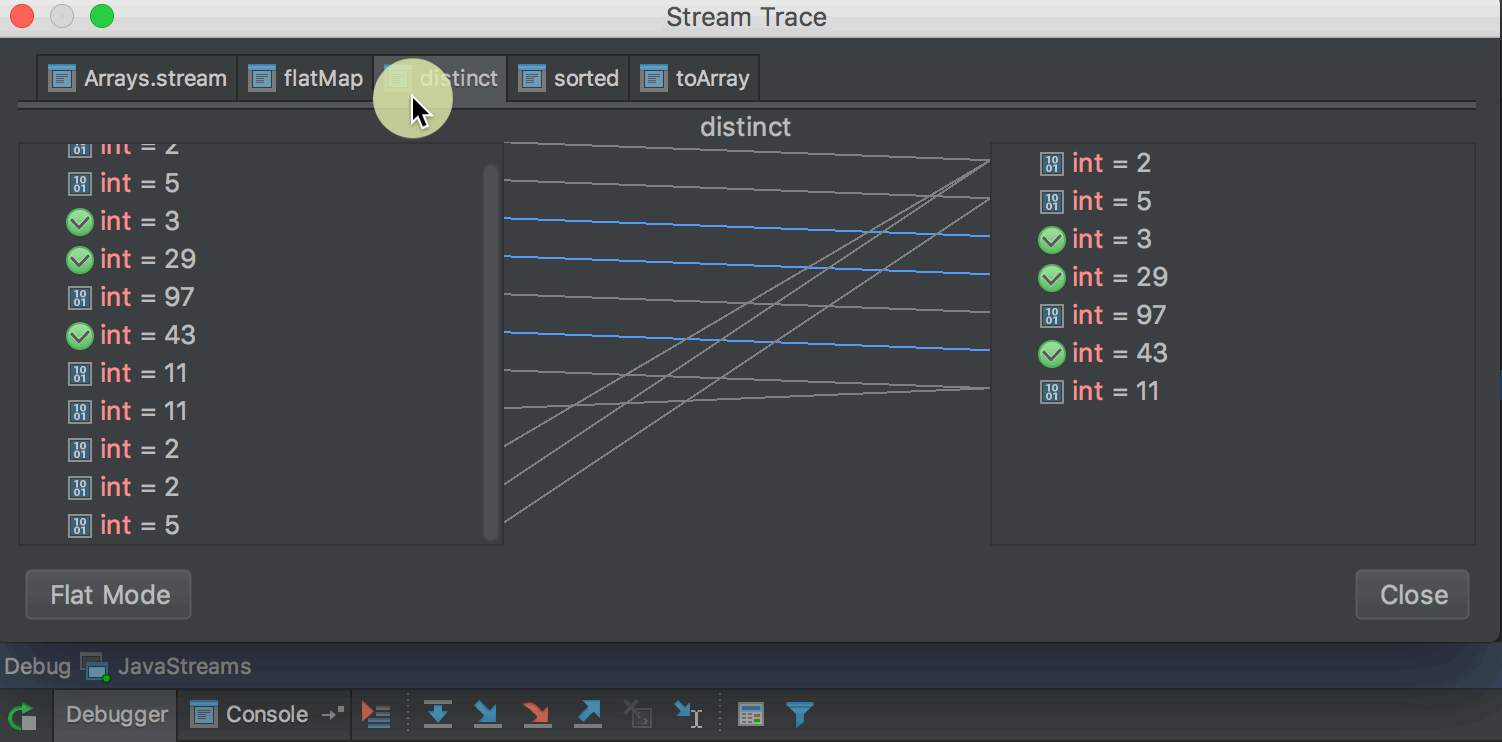 Stream Trace
Arrays.stream flatMap distinct sorted toArray
distinct
int = 2
int = 5
int = 3
int = 29
int = 97
int = 43
int = 11
int = 11
int = 2
int = 2
int = 5
int = 2
int = 5
int = 3
int = 29
int = 97
int = 43
int = 11
Flat Mode
Close
Debug JavaStreams
Debugger Console